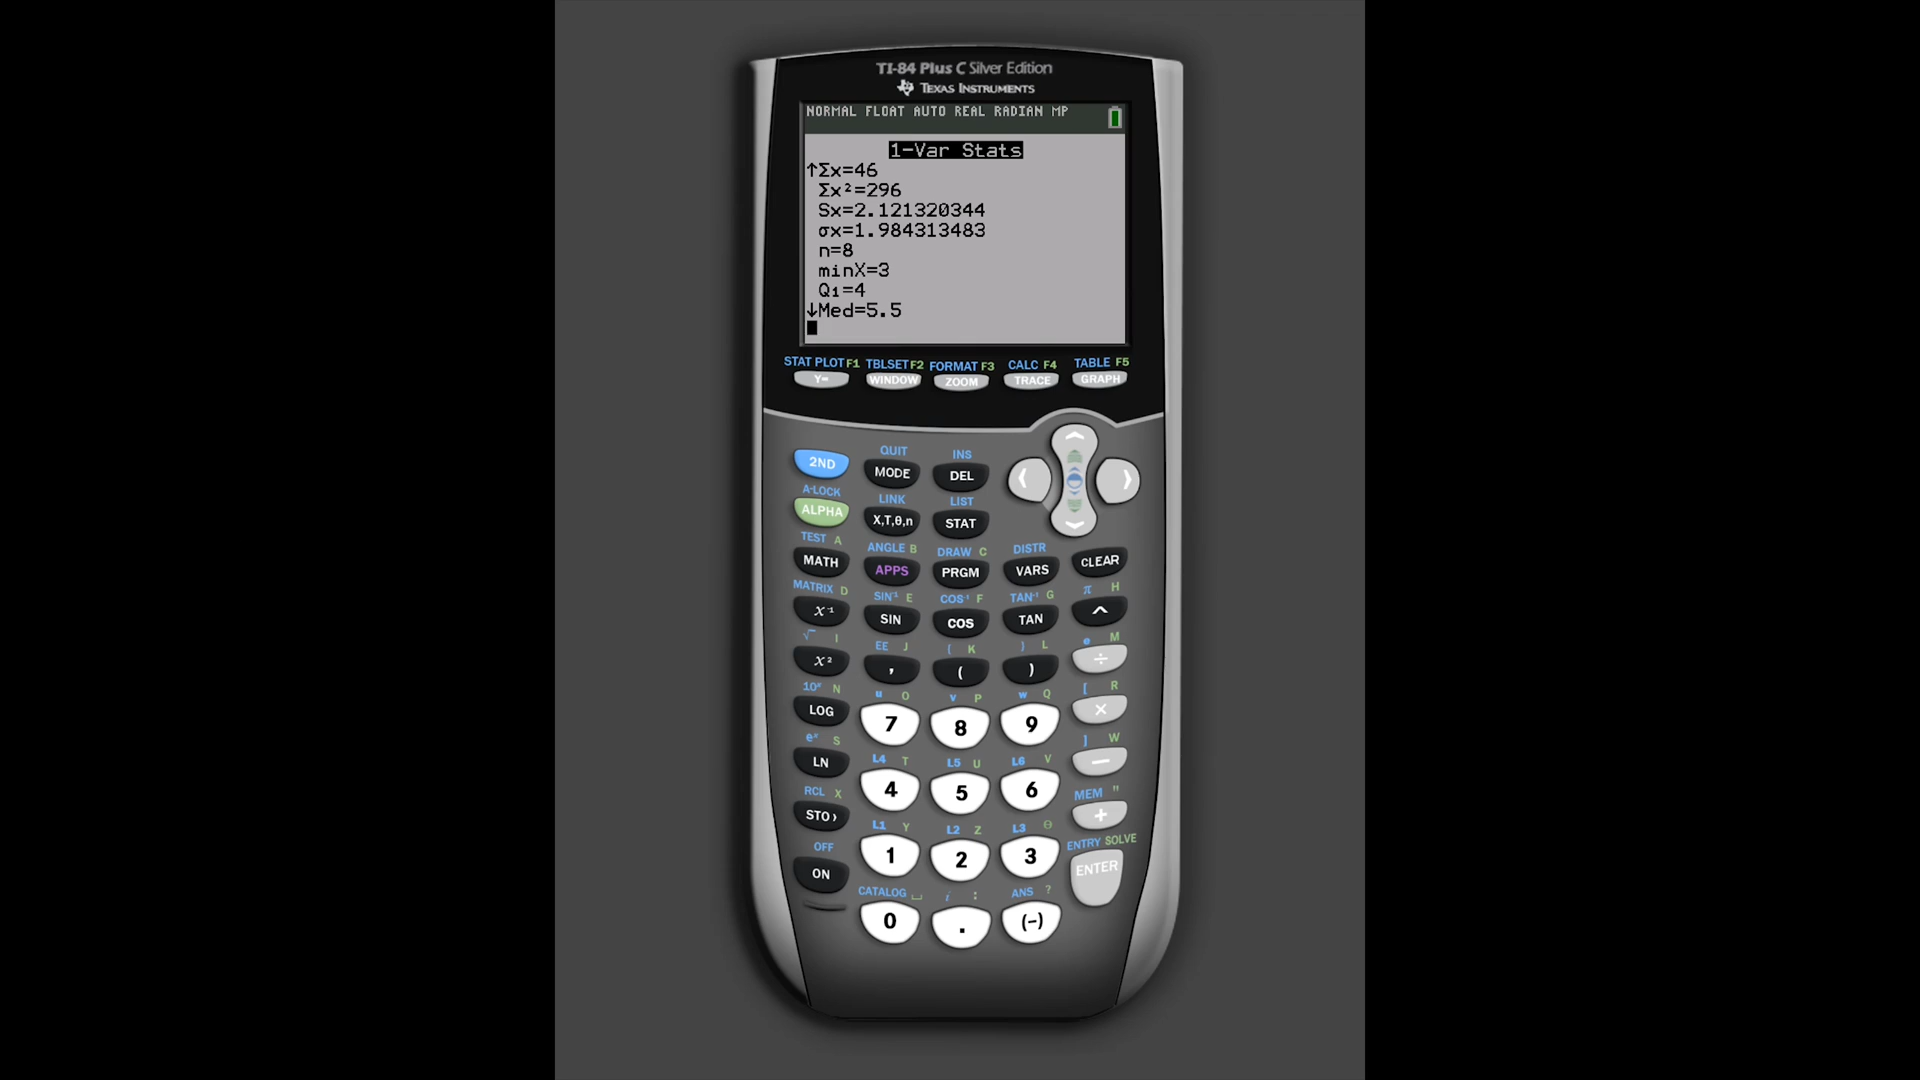 TI-84 Plus C Silver Edition
TEXAS INSTRUMENTS
NORMAL FLOAT AUTO REAL RADIAN MP
1-Var Stats
↑Σx=46
Σx²=296
Sx=2.121320344
σx=1.984313483
n=8
minX=3
Q₁=4
↓Med=5.5
STAT PLOT F1 TBLSET F2 FORMAT F3 CALC F4 TABLE F5
Y= WINDOW ZOOM TRACE GRAPH
QUIT INS
2ND MODE DEL
A-LOCK LINK LIST
ALPHA X,T,θ,n STAT
TEST A ANGLE B DRAW C DISTR
MATH APPS PRGM VARS CLEAR
MATRIX D SIN⁻¹ E COS⁻¹ F TAN⁻¹ G π H
X⁻¹ SIN COS TAN ^
√ I EE J { K } L e M
X² , ( ) ÷
10ˣ N u O v P w Q [ R
LOG 7 8 9 ×
eˣ S L4 T L5 U L6 V ] W
LN 4 5 6 −
RCL X L1 Y L2 Z L3 θ MEM "
STO› 1 2 3 +
OFF ENTRY SOLVE
ON ENTER
CATALOG ⎵ i : ANS ?
0 . (-)